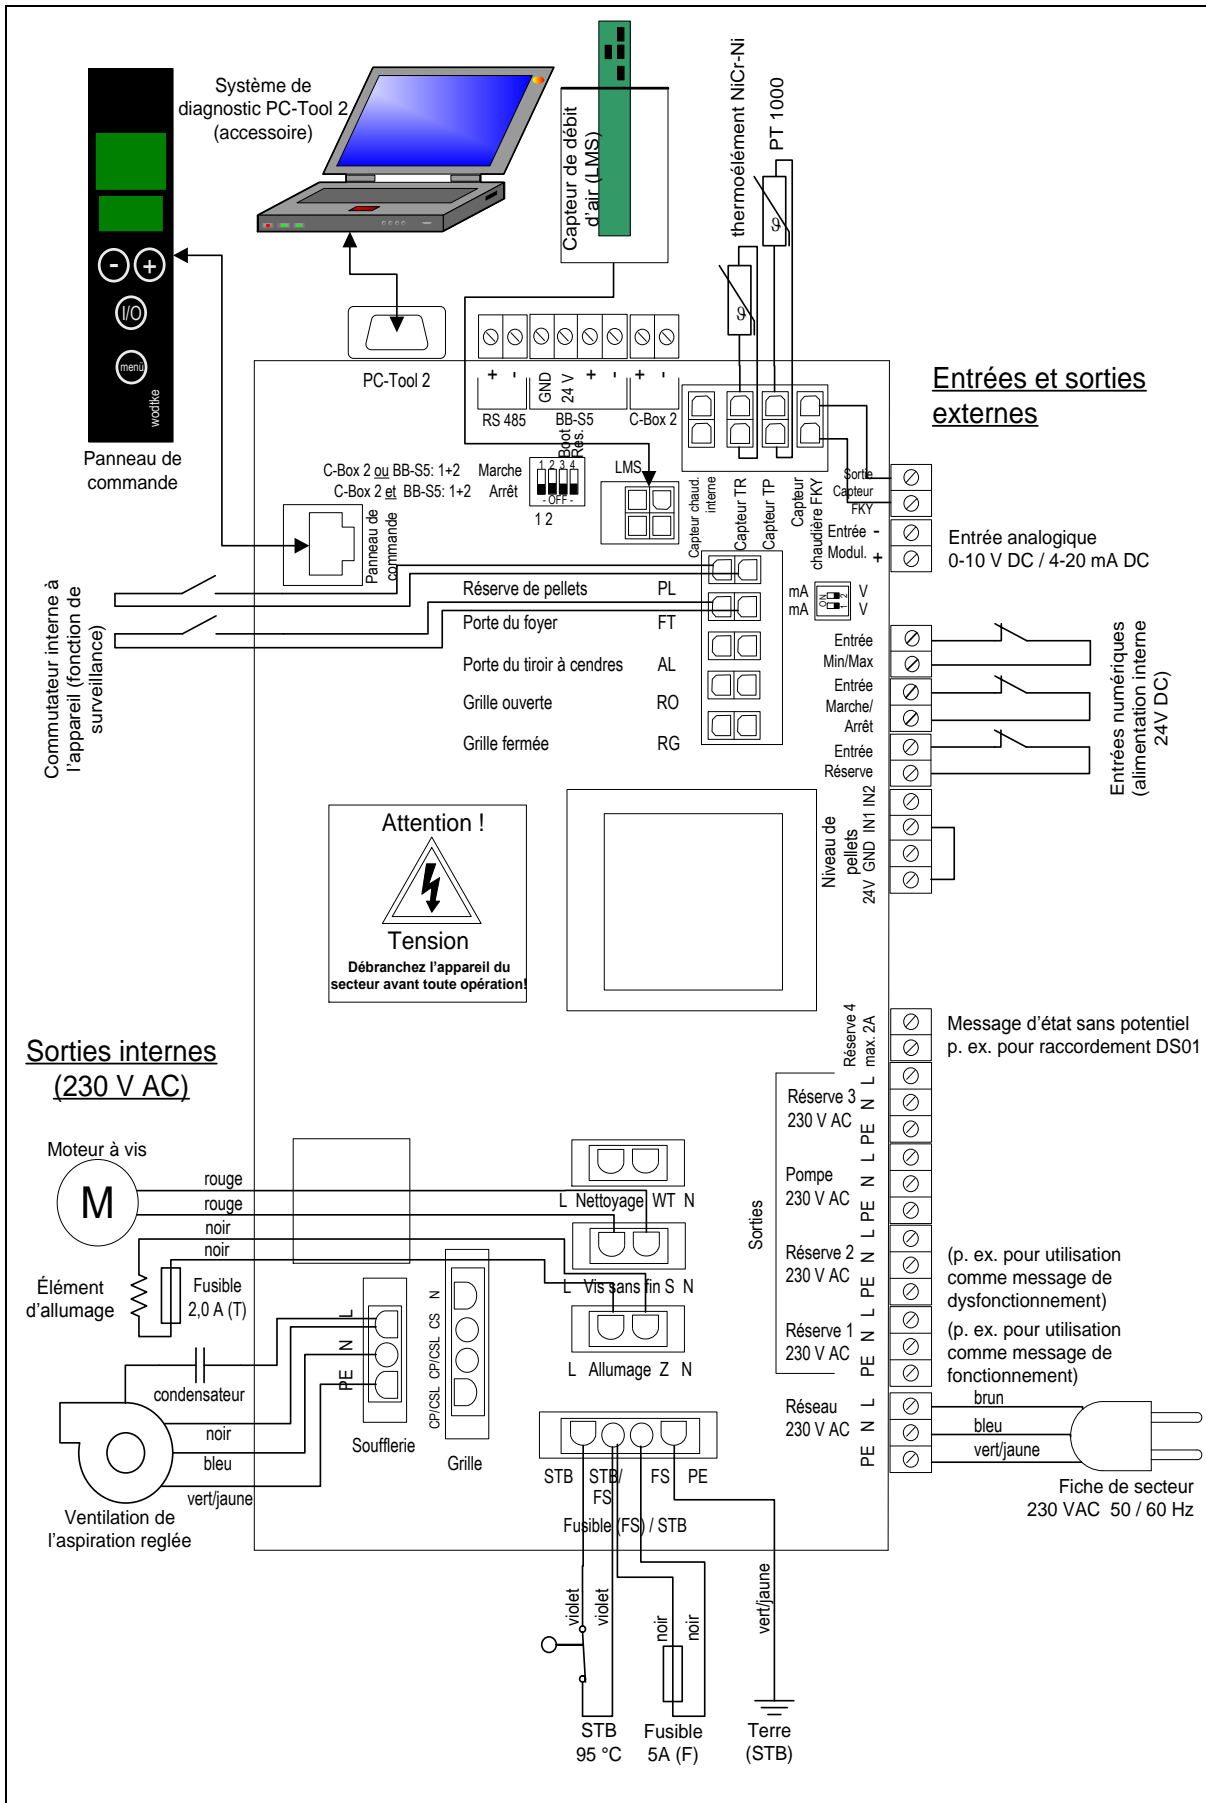 Système de
diagnostic PC-Tool 2
(accessoire)
Capteur de débit
d'air (LMS)
thermoélément NiCr-Ni
PT 1000
ϑ
ϑ
- +
I/O
menü
wodtke
Panneau de
commande
PC-Tool 2
+ - GND 24 V + - + -
RS 485 BB-S5 C-Box 2
Boot
Res.
C-Box 2 ou BB-S5: 1+2 Marche
C-Box 2 et BB-S5: 1+2 Arrêt
1 2 3 4
- OFF -
1 2
LMS
Capteur chaud.
interne
Capteur TR
Capteur TP
Capteur
chaudière FKY
Entrées et sorties
externes
Sortie
Capteur
FKY
Entrée -
Modul. +
Entrée analogique
0-10 V DC / 4-20 mA DC
Panneau de
commande
mA V
mA V
ON
1 2
Commutateur interne à
l'appareil (fonction de
surveillance)
Réserve de pellets PL
Porte du foyer FT
Porte du tiroir à cendres AL
Grille ouverte RO
Grille fermée RG
Entrée
Min/Max
Entrée
Marche/
Arrêt
Entrée
Réserve
Entrées numériques
(alimentation interne
24V DC)
Niveau de
pellets
24V GND IN1 IN2
Attention !
Tension
Débranchez l'appareil du
secteur avant toute opération!
Réserve 4
max. 2A
Message d'état sans potentiel
p. ex. pour raccordement DS01
Sorties internes
(230 V AC)
Sorties
Réserve 3
230 V AC
PE N L
Pompe
230 V AC
PE N L
Réserve 2
230 V AC
PE N L
(p. ex. pour utilisation
comme message de
dysfonctionnement)
Réserve 1
230 V AC
PE N L
(p. ex. pour utilisation
comme message de
fonctionnement)
Réseau
230 V AC
PE N L
brun
bleu
vert/jaune
Fiche de secteur
230 VAC 50 / 60 Hz
Moteur à vis
M
rouge
rouge
noir
noir
Élément
d'allumage
Fusible
2,0 A (T)
L Nettoyage WT N
L Vis sans fin S N
L Allumage Z N
condensateur
noir
bleu
vert/jaune
Ventilation de
l'aspiration reglée
PE N L
Soufflerie
CP/CSL CP/CSL CS N
Grille
STB STB/ FS PE
FS
Fusible (FS) / STB
violet
violet
noir
noir
vert/jaune
STB
95 °C
Fusible
5A (F)
Terre
(STB)